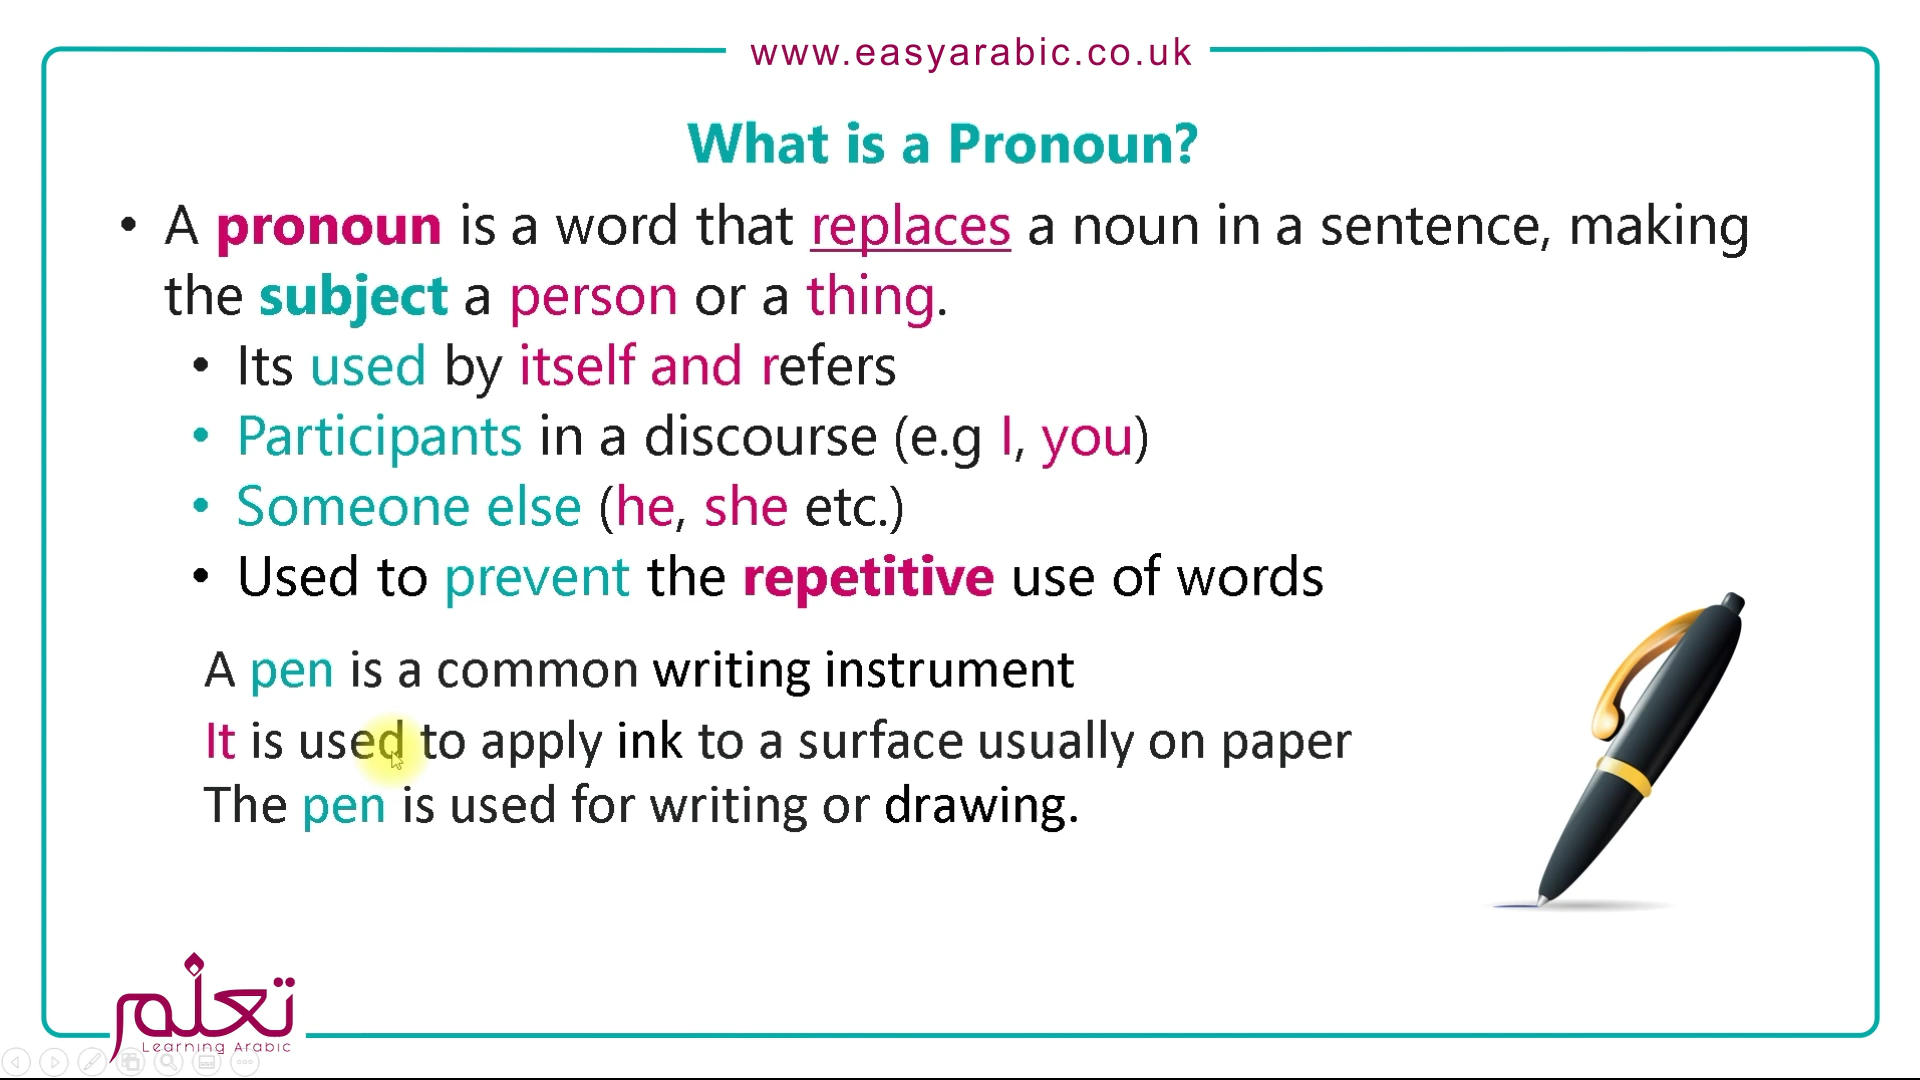 www.easyarabic.co.uk
What is a Pronoun?
• A pronoun is a word that replaces a noun in a sentence, making
the subject a person or a thing.
• Its used by itself and refers
• Participants in a discourse (e.g I, you)
• Someone else (he, she etc.)
• Used to prevent the repetitive use of words
A pen is a common writing instrument
It is used to apply ink to a surface usually on paper
The pen is used for writing or drawing.
تعلم
Learning Arabic